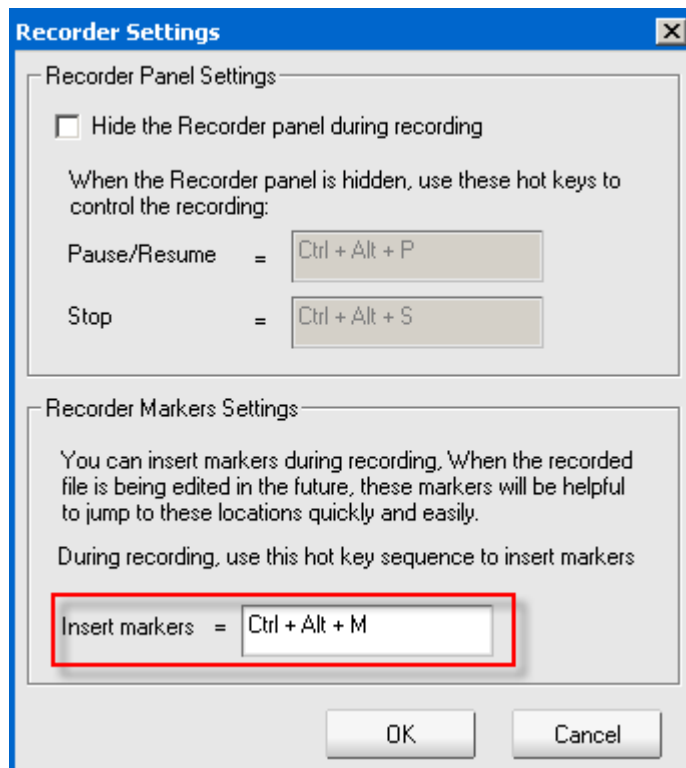 Recorder Settings
Recorder Panel Settings
Hide the Recorder panel during recording
When the Recorder panel is hidden, use these hot keys to
control the recording:
Pause/Resume = Ctrl + Alt + P
Stop = Ctrl + Alt + S
Recorder Markers Settings
You can insert markers during recording, When the recorded
file is being edited in the future, these markers will be helpful
to jump to these locations quickly and easily.
During recording, use this hot key sequence to insert markers
Insert markers = Ctrl + Alt + M
OK Cancel